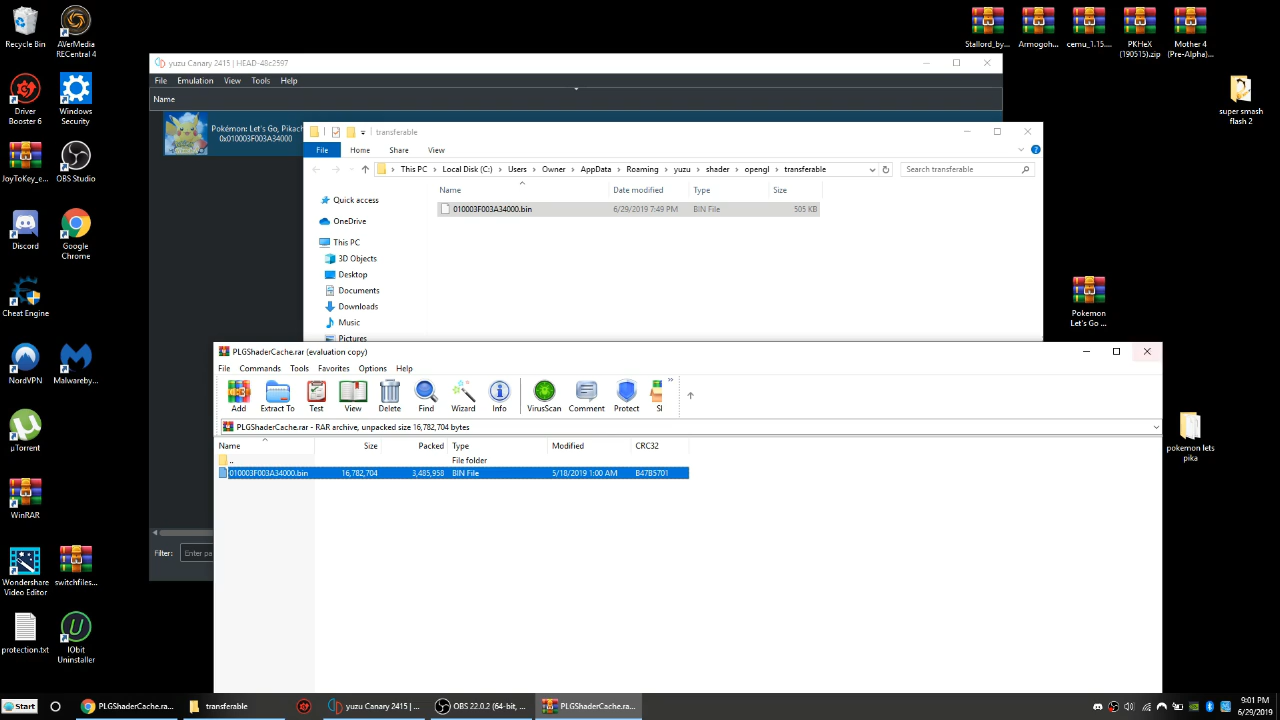 Recycle Bin
AVerMedia
RECentral 4
Driver
Booster 6
Windows
Security
JoyToKey_e...
OBS Studio
Discord
Google
Chrome
Cheat Engine
NordVPN
Malwareby...
µTorrent
WinRAR
Wondershare
Video Editor
switchfiles...
protection.txt
IObit
Uninstaller
Stallord_by...
Armogoh...
cemu_1.15....
PKHeX
(190515).zip
Mother 4
(Pre-Alpha)...
super smash
flash 2
Pokemon
Let's Go ...
pokemon lets
pika
yuzu Canary 2415 | HEAD-48c2597
File Emulation View Tools Help
Name
Pokémon: Let's Go, Pikach
0x010003F003A34000
Filter: Enter pa
transferable
File Home Share View
This PC Local Disk (C:) Users Owner AppData Roaming yuzu shader opengl transferable
Search transferable
Name Date modified Type Size
010003F003A34000.bin 6/29/2019 7:49 PM BIN File 505 KB
Quick access
OneDrive
This PC
3D Objects
Desktop
Documents
Downloads
Music
Pictures
PLGShaderCache.rar (evaluation copy)
File Commands Tools Favorites Options Help
Add Extract To Test View Delete Find Wizard Info VirusScan Comment Protect SI
PLGShaderCache.rar - RAR archive, unpacked size 16,782,704 bytes
Name Size Packed Type Modified CRC32
.. File folder
010003F003A34000.bin 16,782,704 3,485,958 BIN File 5/18/2019 1:00 AM B47B5701
Start PLGShaderCache.ra... transferable yuzu Canary 2415 | ... OBS 22.0.2 (64-bit, ... PLGShaderCache.ra...
9:01 PM
6/29/2019